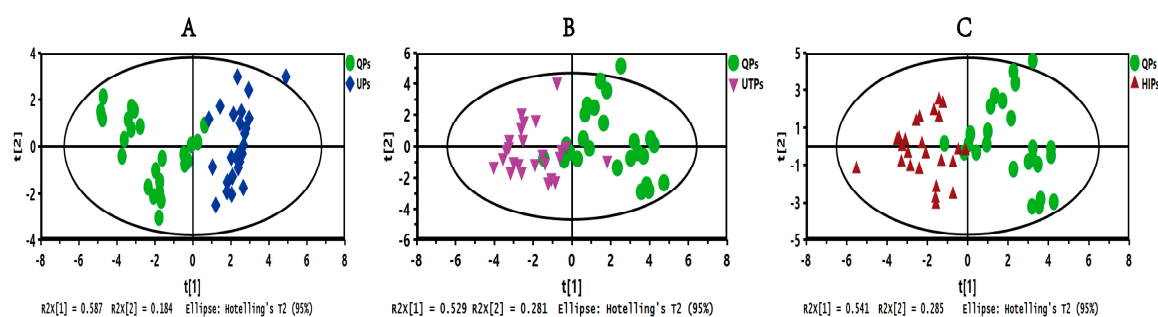 A
B
C
4
2
0
-2
-4
t[2]
-8 -6 -4 -2 0 2 4 6 8
t[1]
QPs
UPs
R2X[1] = 0.587 R2X[2] = 0.184 Ellipse: Hotelling's T2 (95%)
6
4
2
0
-2
-4
-6
t[2]
-8 -6 -4 -2 0 2 4 6 8
t[1]
QPs
UTPs
R2X[1] = 0.529 R2X[2] = 0.281 Ellipse: Hotelling's T2 (95%)
5
3
1
-1
-3
-5
t[2]
-8 -6 -4 -2 0 2 4 6 8
t[1]
QPs
HIPs
R2X[1] = 0.541 R2X[2] = 0.285 Ellipse: Hotelling's T2 (95%)